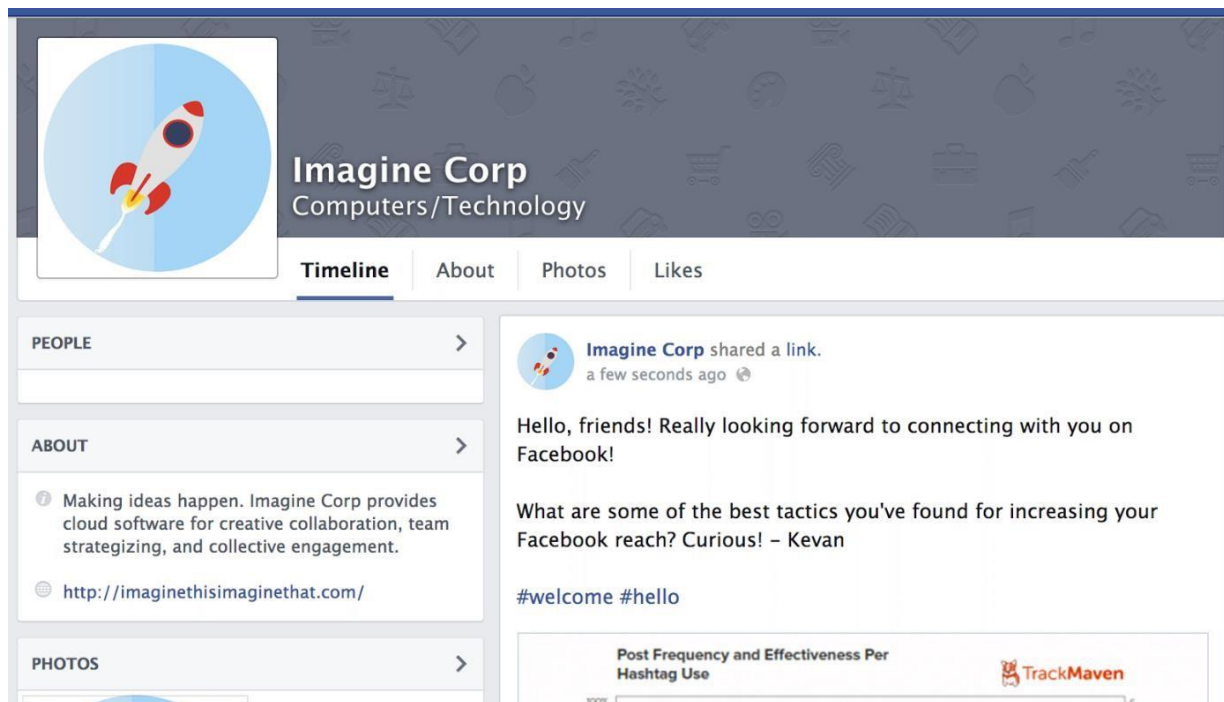 Imagine Corp
Computers/Technology
Timeline
About
Photos
Likes
PEOPLE
ABOUT
Making ideas happen. Imagine Corp provides
cloud software for creative collaboration, team
strategizing, and collective engagement.
http://imaginethisimaginethat.com/
PHOTOS
Imagine Corp shared a link.
a few seconds ago
Hello, friends! Really looking forward to connecting with you on
Facebook!
What are some of the best tactics you've found for increasing your
Facebook reach? Curious! – Kevan
#welcome #hello
Post Frequency and Effectiveness Per
Hashtag Use
TrackMaven